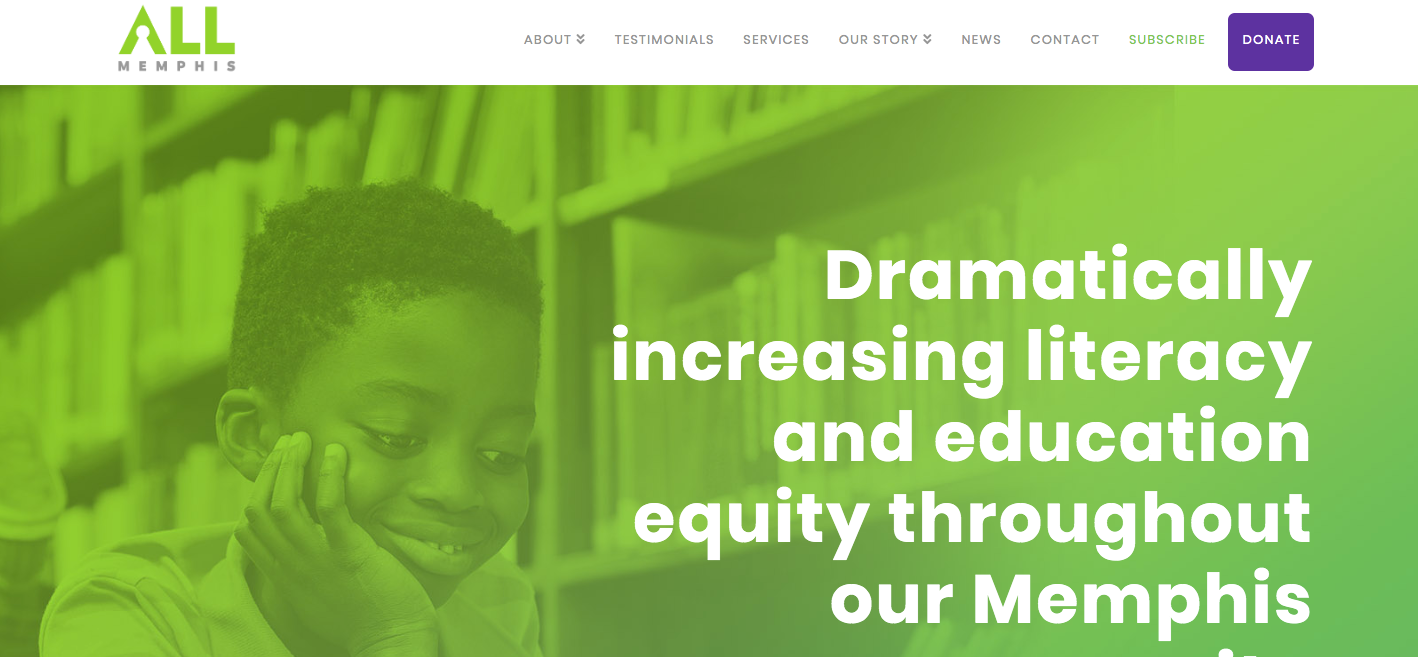 ALL
MEMPHIS
ABOUT TESTIMONIALS SERVICES OUR STORY NEWS CONTACT SUBSCRIBE DONATE
Dramatically
increasing literacy
and education
equity throughout
our Memphis